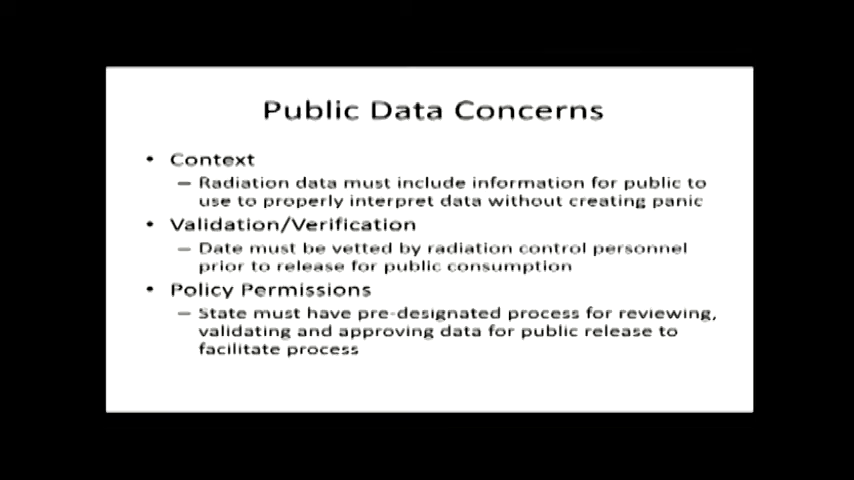 Public Data Concerns
• Context
– Radiation data must include information for public to
use to properly interpret data without creating panic
• Validation/Verification
– Date must be vetted by radiation control personnel
prior to release for public consumption
• Policy Permissions
– State must have pre-designated process for reviewing,
validating and approving data for public release to
facilitate process